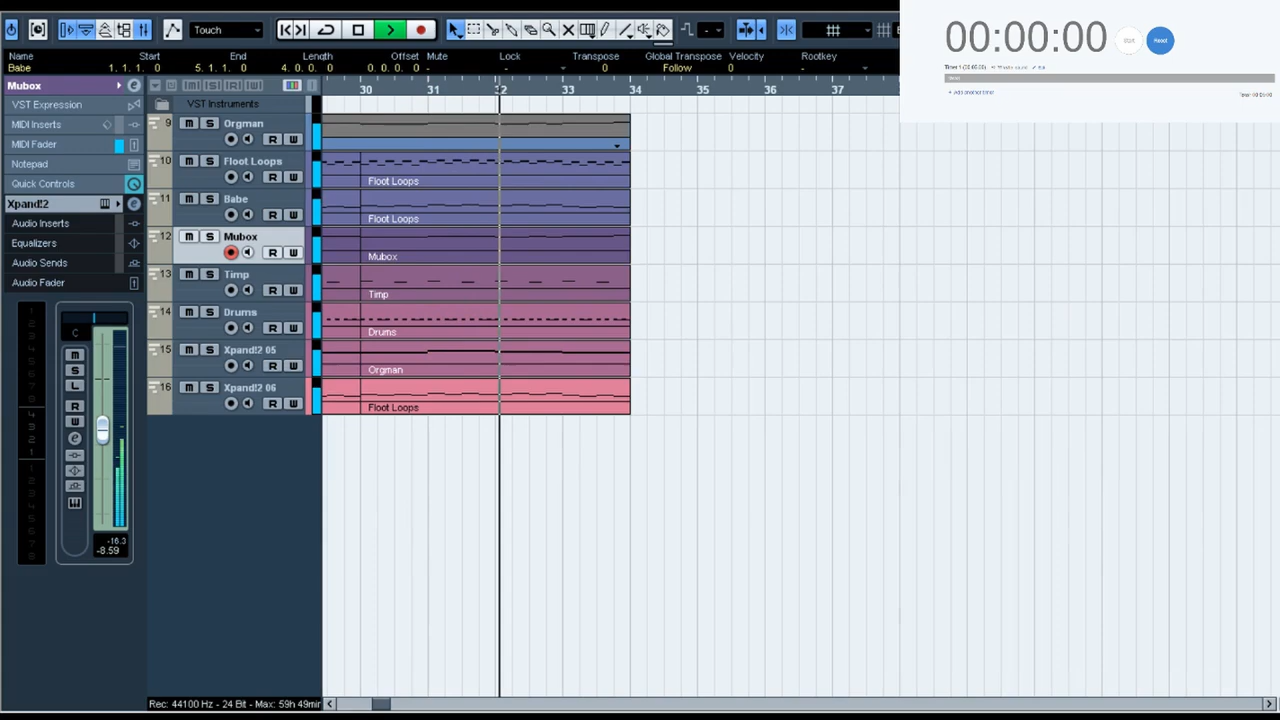 Touch
00:00:00
Reset
Name Start End Length Offset Mute Lock Transpose Global Transpose Velocity Rootkey
Babe 1. 1. 1. 0 5. 1. 1. 0 4. 0. 0. 0 0. 0. 0. 0 - - 0 Follow 0 -
+ Add another timer
Mubox
30 31 32 33 34 35 36 37 38
VST Expression
VST Instruments
MIDI Inserts
9 M S Orgman
R W
MIDI Fader
Notepad
10 M S Floot Loops
R W Floot Loops
Quick Controls
Xpand!2
11 M S Babe
R W Floot Loops
Audio Inserts
12 M S Mubox
Equalizers
R W Mubox
Audio Sends
13 M S Timp
Audio Fader
R W Timp
14 M S Drums
R W Drums
C
15 M S Xpand!2 05
R W Orgman
16 M S Xpand!2 06
R W Floot Loops
M
S
L
R
W
e
-16.3
-8.59
Rec: 44100 Hz - 24 Bit - Max: 59h 49min